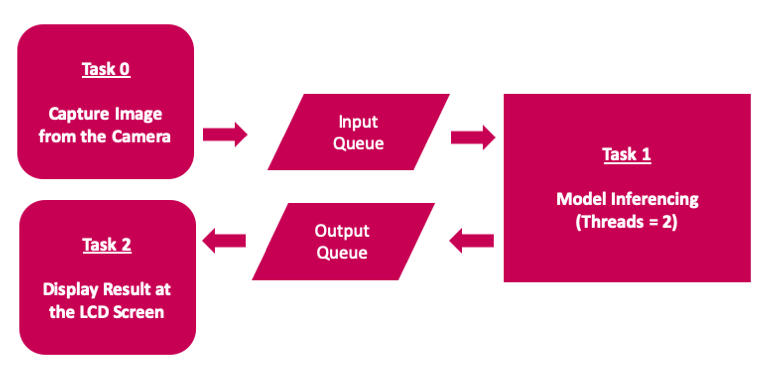 Task 0
Capture Image
from the Camera
Input
Queue
Task 1
Model Inferencing
(Threads = 2)
Output
Queue
Task 2
Display Result at
the LCD Screen